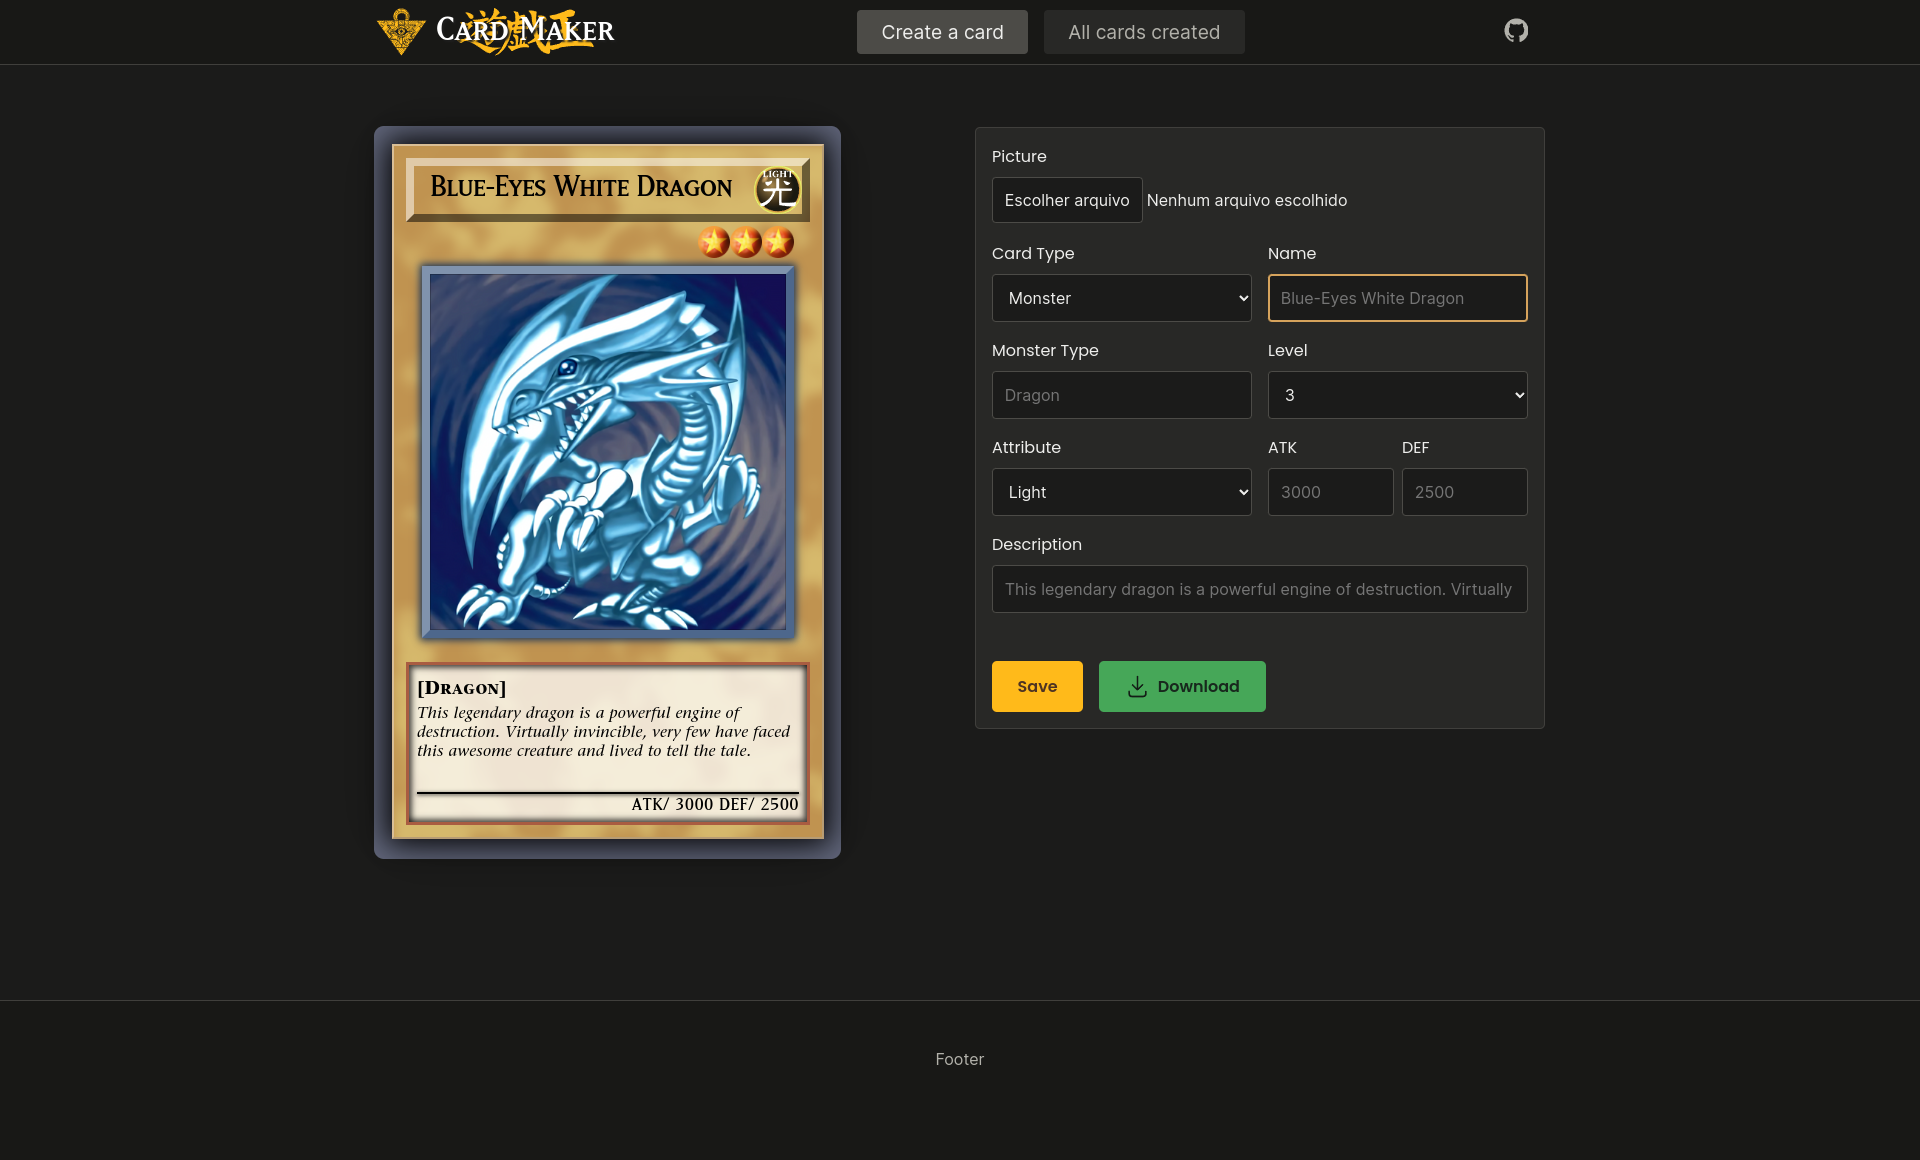 CARD MAKER
遊戯王
Create a card
All cards created
BLUE-EYES WHITE DRAGON
LIGHT
光
[DRAGON]
This legendary dragon is a powerful engine of
destruction. Virtually invincible, very few have faced
this awesome creature and lived to tell the tale.
ATK/ 3000 DEF/ 2500
Picture
Escolher arquivo Nenhum arquivo escolhido
Card Type
Name
Monster
Blue-Eyes White Dragon
Monster Type
Level
Dragon
3
Attribute
ATK
DEF
Light
3000
2500
Description
This legendary dragon is a powerful engine of destruction. Virtually
Save
Download
Footer